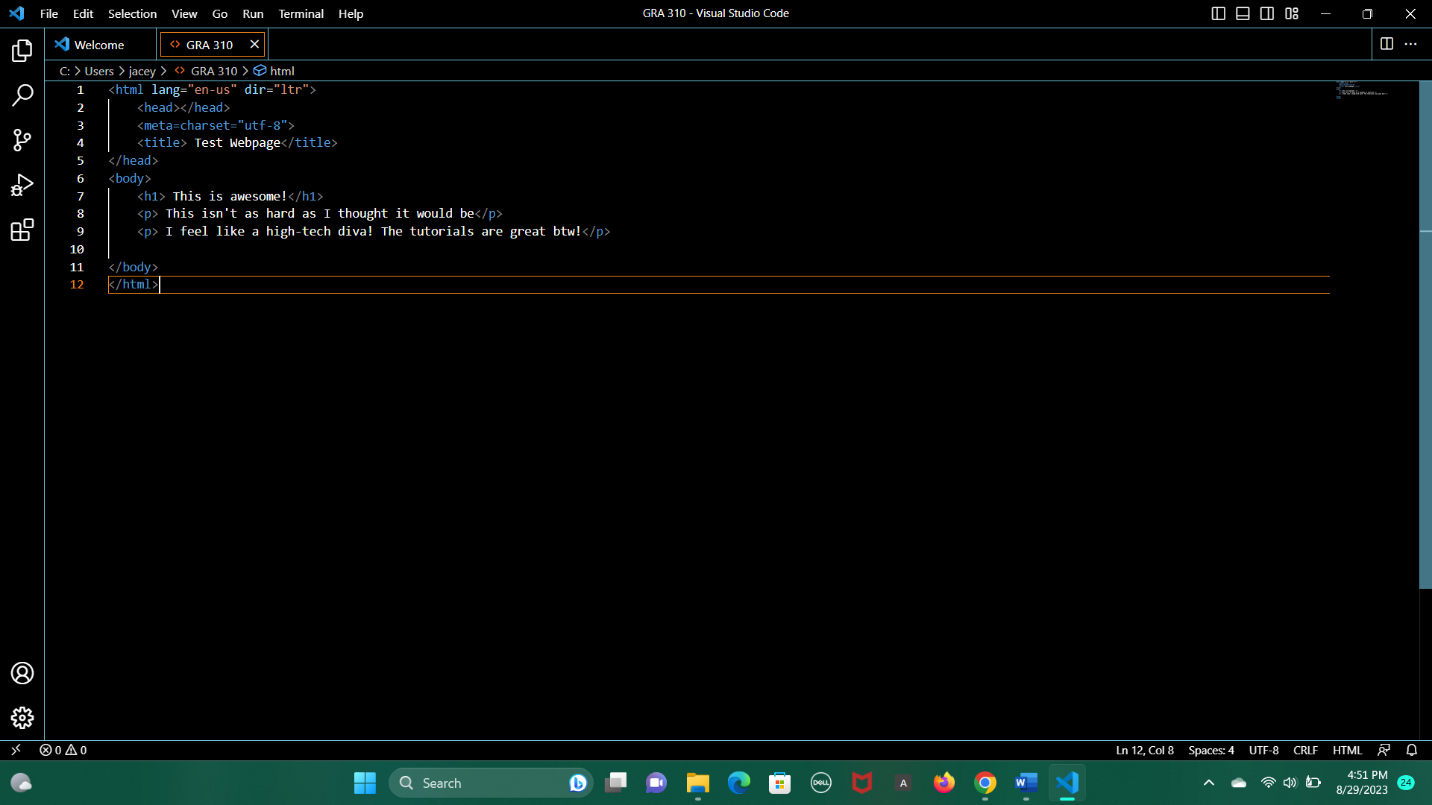 File Edit Selection View Go Run Terminal Help GRA 310 - Visual Studio Code
Welcome GRA 310
C: > Users > jacey > GRA 310 > html
1 <html lang="en-us" dir="ltr">
2 <head></head>
3 <meta=charset="utf-8">
4 <title> Test Webpage</title>
5 </head>
6 <body>
7 <h1> This is awesome!</h1>
8 <p> This isn't as hard as I thought it would be</p>
9 <p> I feel like a high-tech diva! The tutorials are great btw!</p>
10
11 </body>
12 </html>
0 0 Ln 12, Col 8 Spaces: 4 UTF-8 CRLF HTML
Search DELL A 4:51 PM 24
8/29/2023